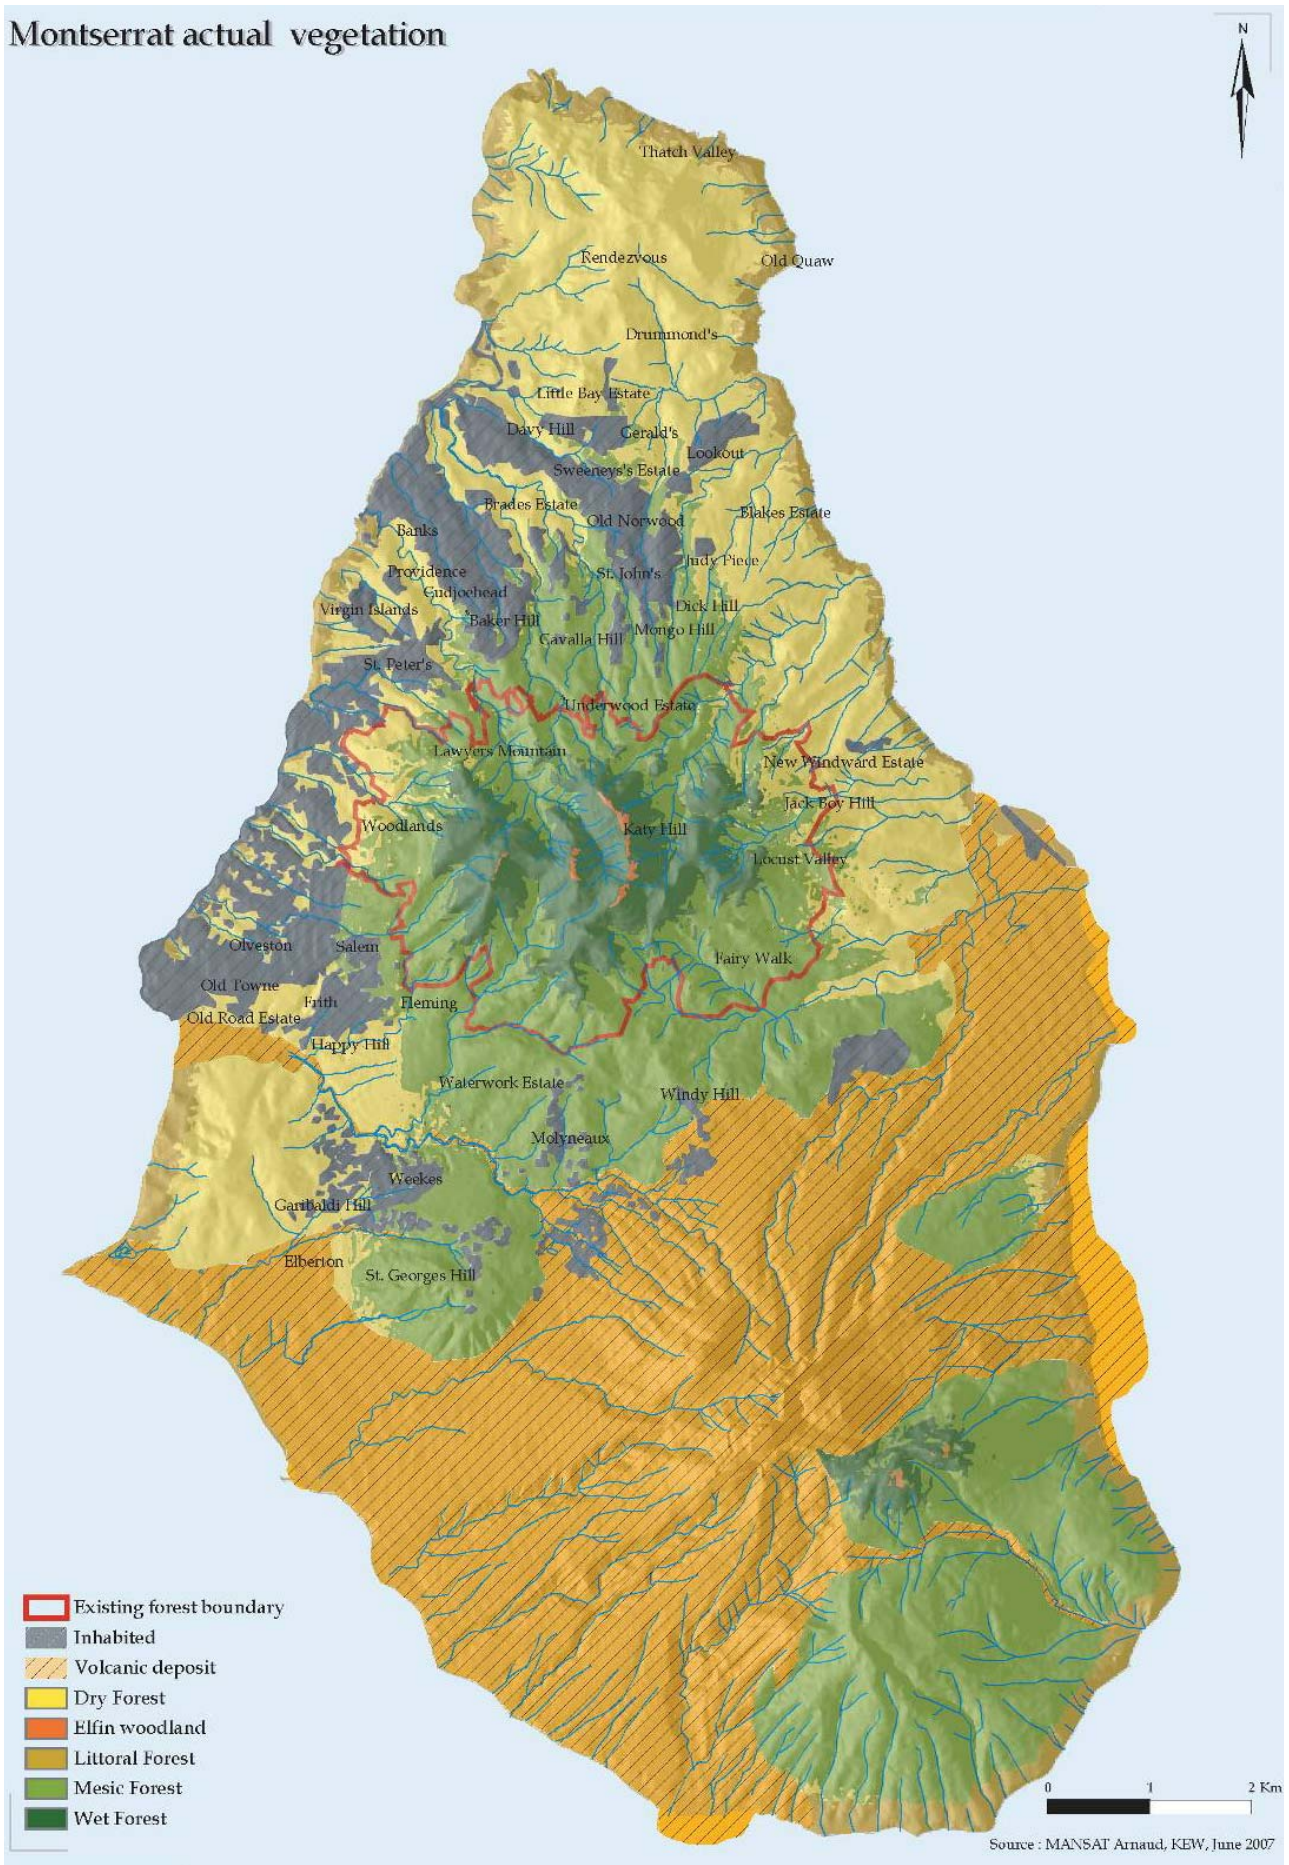 Montserrat actual vegetation
N
Thatch Valley
Rendezvous
Old Quaw
Drummond's
Little Bay Estate
Davy Hill
Gerald's
Lookout
Sweeneys's Estate
Brades Estate
Old Norwood
Blakes Estate
Banks
Judy Piece
Providence
St. John's
Cudjoehead
Virgin Islands
Dick Hill
Baker Hill
Mongo Hill
Cavalla Hill
St. Peter's
Underwood Estate
Lawyers Mountain
New Windward Estate
Jack Boy Hill
Woodlands
Katy Hill
Locust Valley
Olveston
Salem
Fairy Walk
Old Towne
Frith
Fleming
Old Road Estate
Happy Hill
Waterwork Estate
Windy Hill
Molyneaux
Weekes
Garibaldi Hill
Elberton
St. Georges Hill
Existing forest boundary
Inhabited
Volcanic deposit
Dry Forest
Elfin woodland
Littoral Forest
Mesic Forest
Wet Forest
0 1 2 Km
Source : MANSAT Arnaud, KEW, June 2007